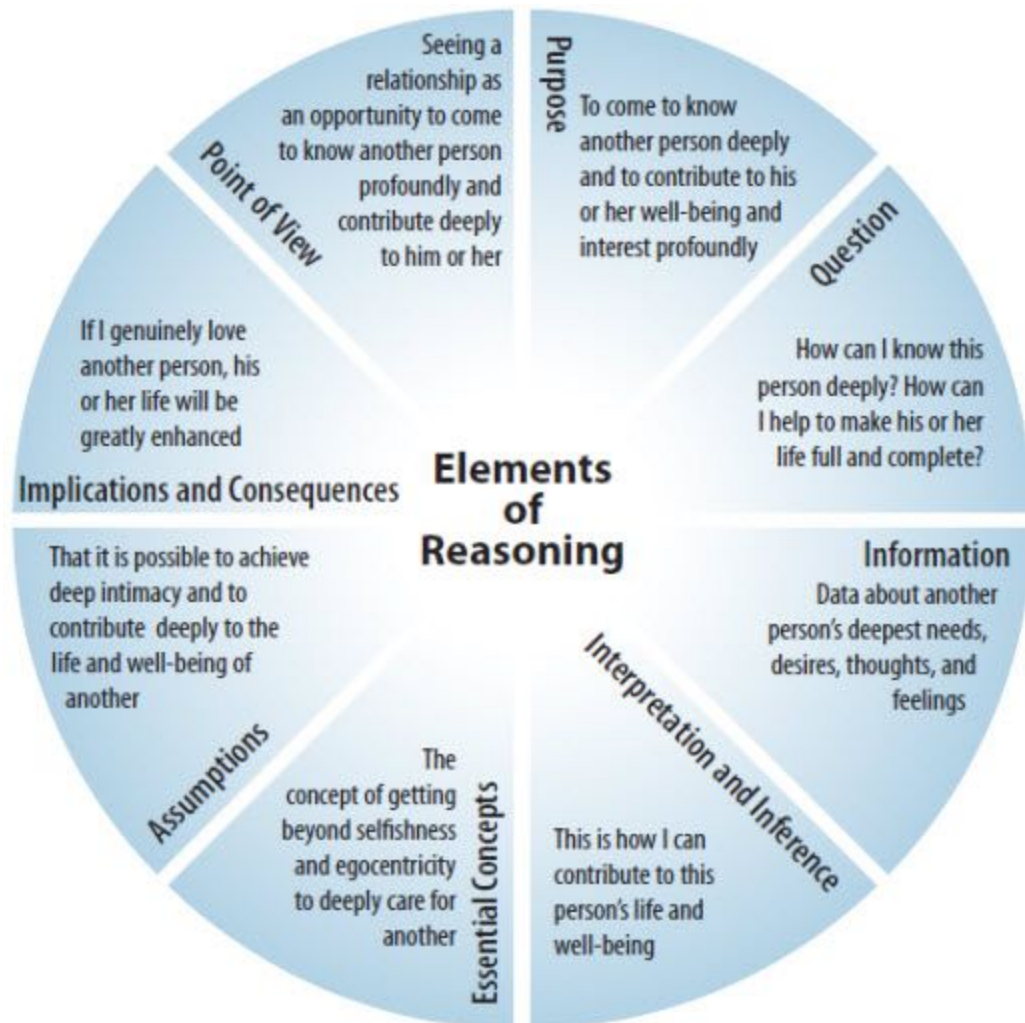 Point of View
Seeing a
relationship as
an opportunity to come
to know another person
profoundly and
contribute deeply
to him or her
Purpose
To come to know
another person deeply
and to contribute to his
or her well-being and
interest profoundly
Question
How can I know this
person deeply? How can
I help to make his or her
life full and complete?
Information
Data about another
person's deepest needs,
desires, thoughts, and
feelings
Interpretation and Inference
This is how I can
contribute to this
person's life and
well-being
Essential Concepts
The
concept of getting
beyond selfishness
and egocentricity
to deeply care for
another
Assumptions
That it is possible to achieve
deep intimacy and to
contribute deeply to the
life and well-being of
another
Implications and Consequences
If I genuinely love
another person, his
or her life will be
greatly enhanced
Elements
of
Reasoning